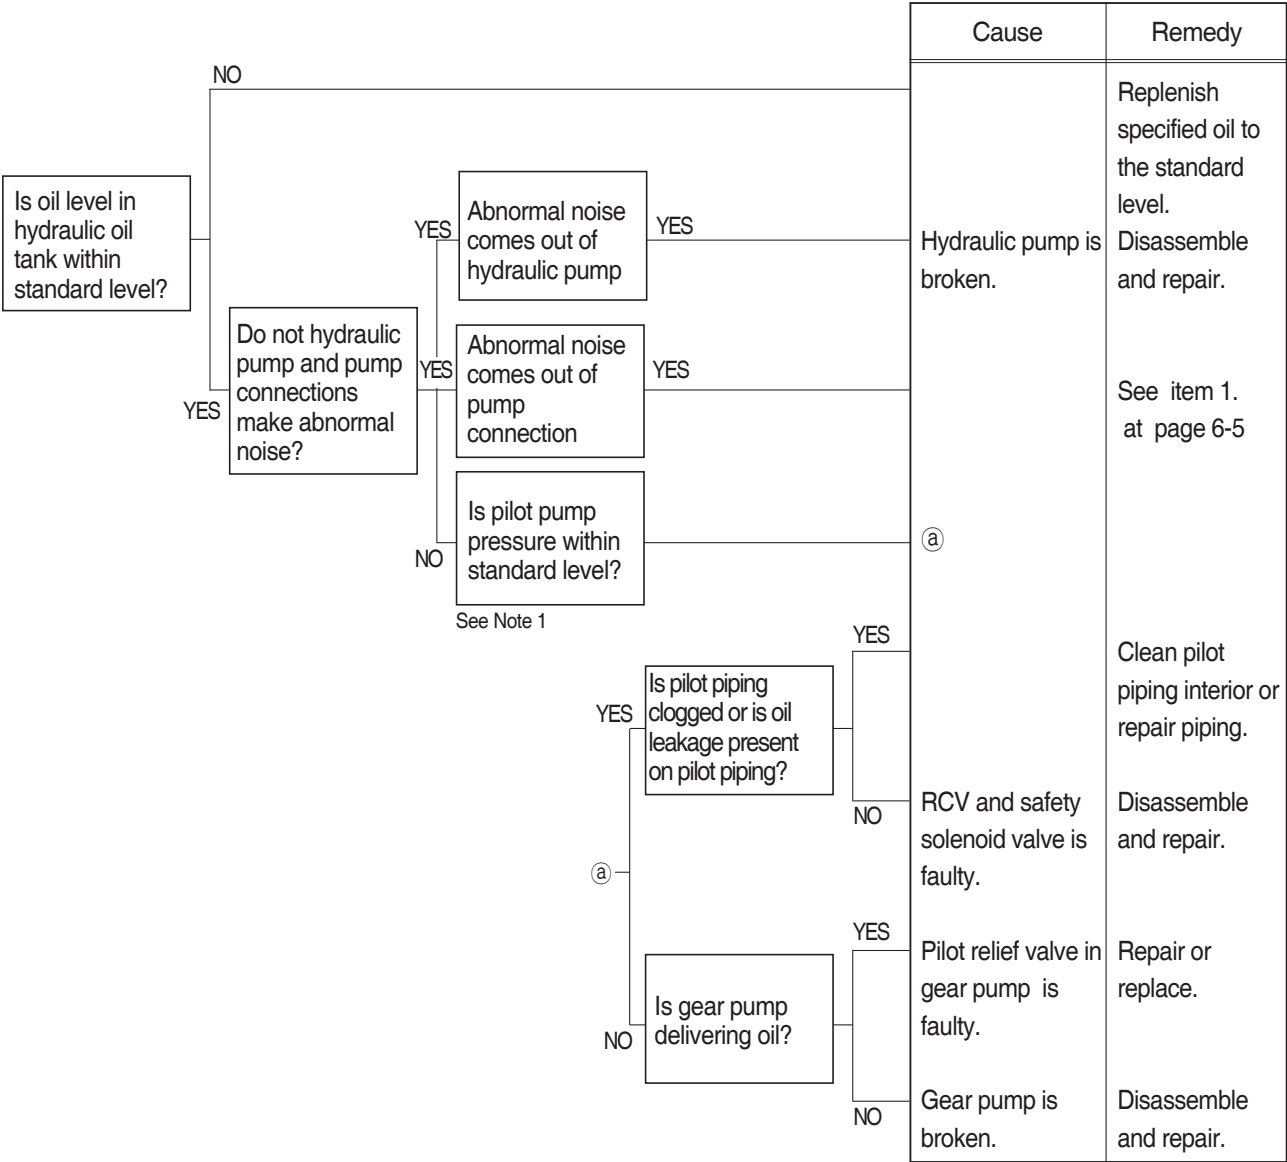 Cause
Remedy
NO
Replenish
specified oil to
the standard
level.
Is oil level in
hydraulic oil
tank within
standard level?
YES
Abnormal noise
comes out of
hydraulic pump
YES
Hydraulic pump is
broken.
Disassemble
and repair.
YES
Do not hydraulic
pump and pump
connections
make abnormal
noise?
YES
Abnormal noise
comes out of
pump
connection
YES
See item 1.
at page 6-5
NO
Is pilot pump
pressure within
standard level?
See Note 1
ⓐ
YES
Is pilot piping
clogged or is oil
leakage present
on pilot piping?
YES
Clean pilot
piping interior or
repair piping.
NO
RCV and safety
solenoid valve is
faulty.
Disassemble
and repair.
ⓐ
NO
Is gear pump
delivering oil?
YES
Pilot relief valve in
gear pump is
faulty.
Repair or
replace.
NO
Gear pump is
broken.
Disassemble
and repair.